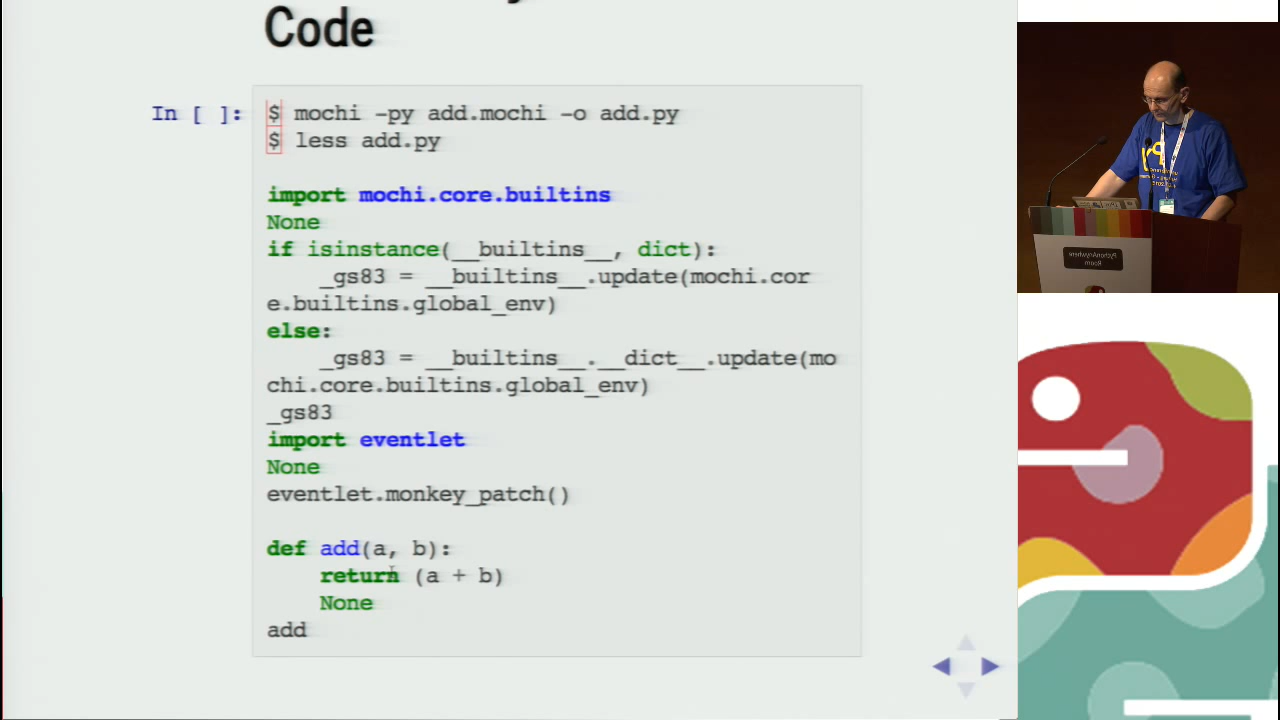 Code
In [ ]:
$ mochi -py add.mochi -o add.py
$ less add.py
import mochi.core.builtins
None
if isinstance(__builtins__, dict):
    _gs83 = __builtins__.update(mochi.cor
e.builtins.global_env)
else:
    _gs83 = __builtins__.__dict__.update(mo
chi.core.builtins.global_env)
_gs83
import eventlet
None
eventlet.monkey_patch()
def add(a, b):
    return (a + b)
    None
add
PythonAnywhere
Room